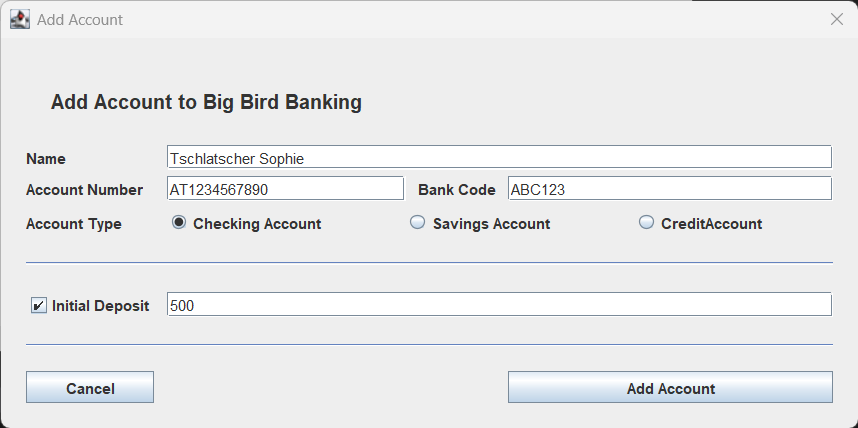 Add Account
Add Account to Big Bird Banking
Name Tschlatscher Sophie
Account Number AT1234567890 Bank Code ABC123
Account Type Checking Account Savings Account CreditAccount
Initial Deposit 500
Cancel Add Account